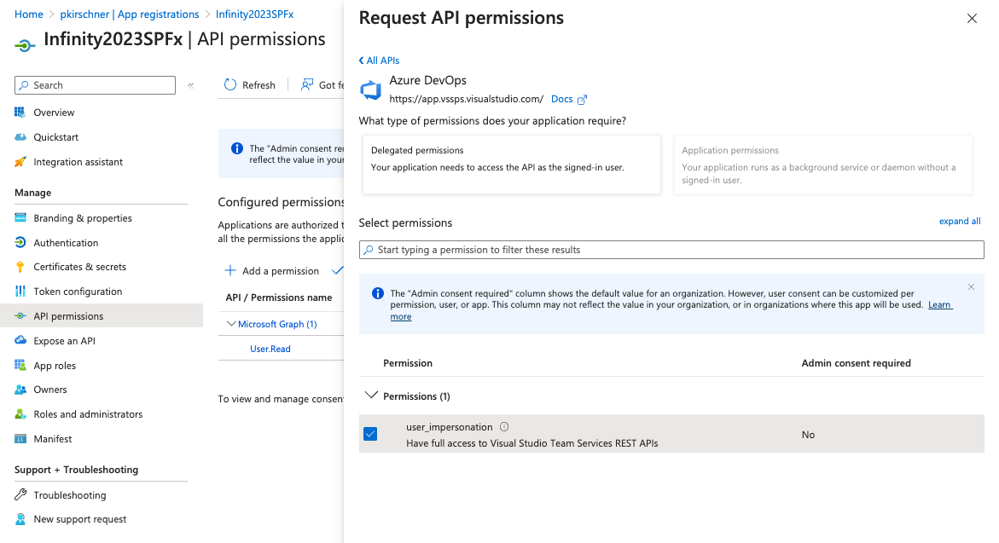 Home > pkirschner | App registrations > Infinity2023SPFx
Infinity2023SPFx | API permissions
Search
«
Overview
Quickstart
Integration assistant
Manage
Branding & properties
Authentication
Certificates & secrets
Token configuration
API permissions
Expose an API
App roles
Owners
Roles and administrators
Manifest
Support + Troubleshooting
Troubleshooting
New support request
Refresh
Got fe
The "Admin consent rec
reflect the value in your
Configured permissions
Applications are authorized t
all the permissions the applic
Add a permission
API / Permissions name
Microsoft Graph (1)
User.Read
To view and manage consen
Request API permissions
All APIs
Azure DevOps
https://app.vssps.visualstudio.com/ Docs
What type of permissions does your application require?
Delegated permissions
Your application needs to access the API as the signed-in user.
Application permissions
Your application runs as a background service or daemon without a
signed-in user.
Select permissions
expand all
Start typing a permission to filter these results
The "Admin consent required" column shows the default value for an organization. However, user consent can be customized per
permission, user, or app. This column may not reflect the value in your organization, or in organizations where this app will be used. Learn
more
Permission
Admin consent required
Permissions (1)
user_impersonation
Have full access to Visual Studio Team Services REST APIs
No